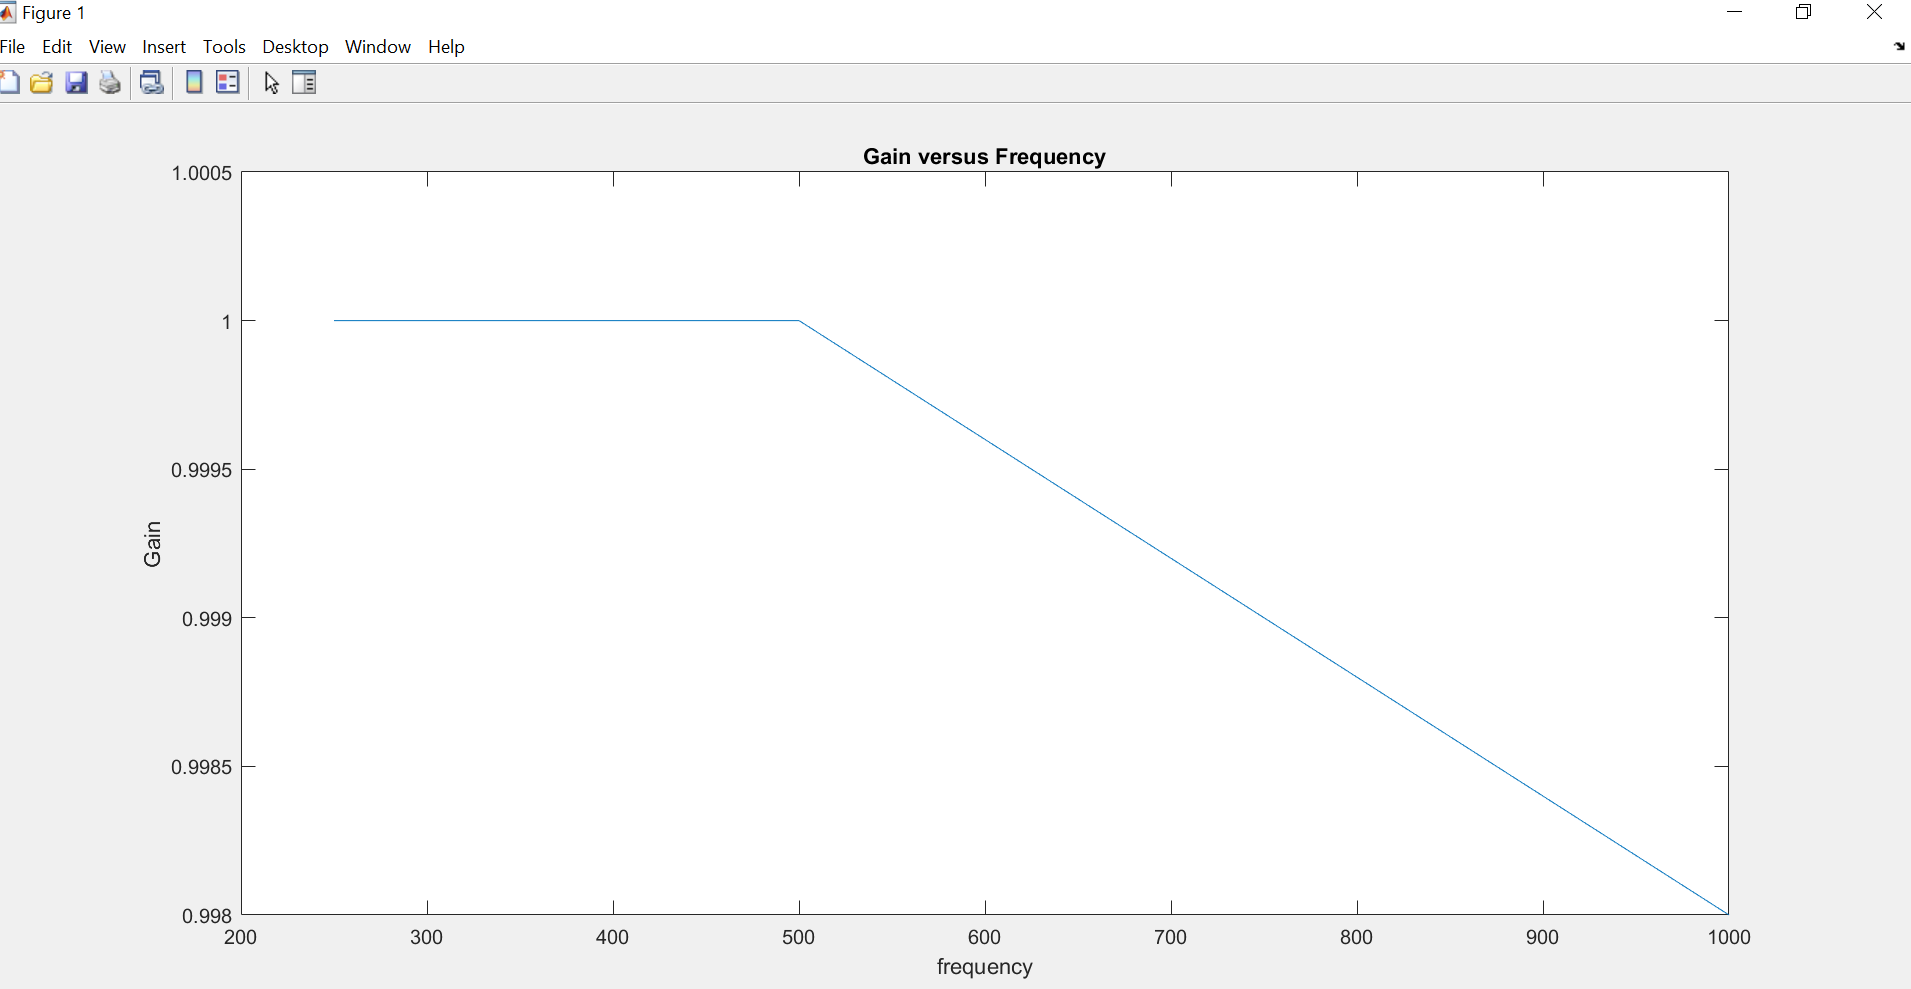 Figure 1
File Edit View Insert Tools Desktop Window Help
Gain versus Frequency
1.0005
1
0.9995
0.999
0.9985
0.998
Gain
200 300 400 500 600 700 800 900 1000
frequency